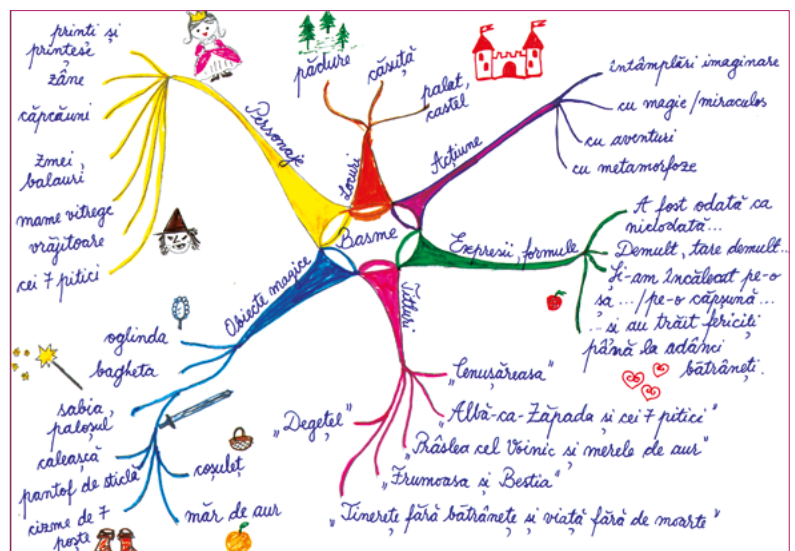 Basme
Personaje
printi și
printese
zâne
căpcăuni
zmei,
balauri
mame vitrege
vrăjitoare
cei 7 pitici
Locuri
pădure
căsuță
palat,
castel
Acțiune
întâmplări imaginare
cu magie/miraculos
cu aventuri
cu metamorfoze
Expresii, formule
A fost odată ca
niciodată...
Demult, tare demult...
Și-am încălecat pe-o
șa .../pe-o căpșună...
...și au trăit fericiți
până la adânci
bătrâneți.
Titluri
„Cenușăreasa"
„Albă-ca-Zăpada și cei 7 pitici"
„Prâslea cel Voinic și merele de aur"
„Frumoasa și Bestia"
„Tinerețe fără bătrânețe și viață fără de moarte"
„Degețel"
Obiecte magice
oglinda
bagheta
sabia,
paloșul
calească
pantof de sticlă
cizme de 7
poște
măr de aur
coșuleț